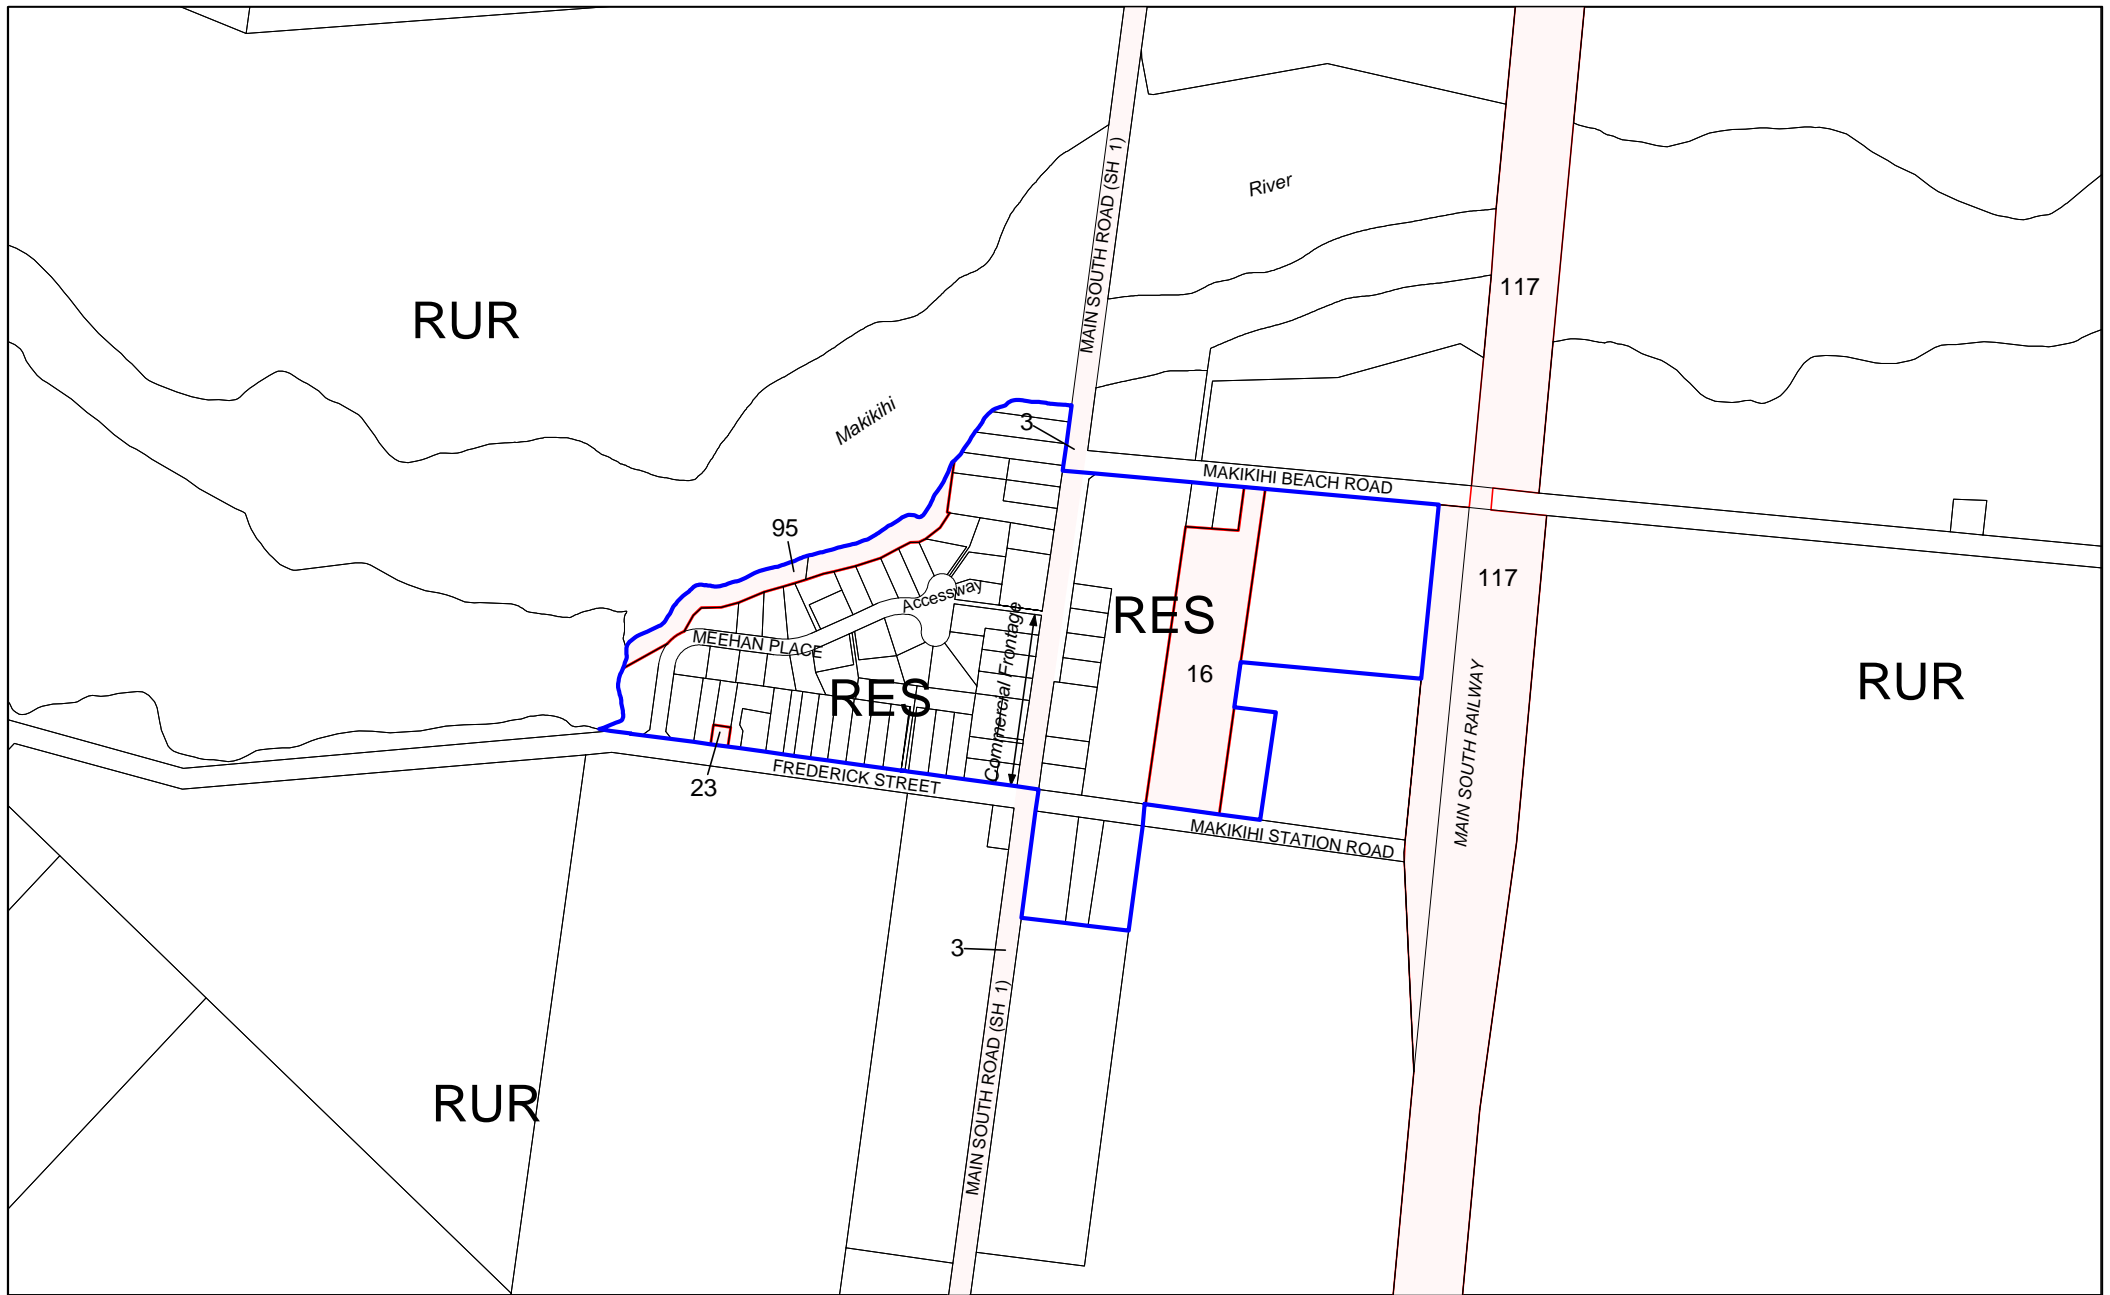 MAIN SOUTH ROAD (SH 1)
River
117
RUR
Makikihi
3
MAKIKIHI BEACH ROAD
95
117
Accessway
RES
MEEHAN PLACE
16
RES
Commercial Frontage
RUR
MAIN SOUTH RAILWAY
23
FREDERICK STREET
MAKIKIHI STATION ROAD
3
MAIN SOUTH ROAD (SH 1)
RUR